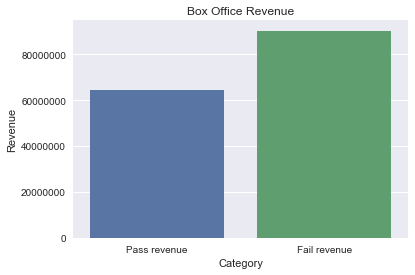 Box Office Revenue
80000000
60000000
40000000
20000000
0
Revenue
Pass revenue
Fail revenue
Category